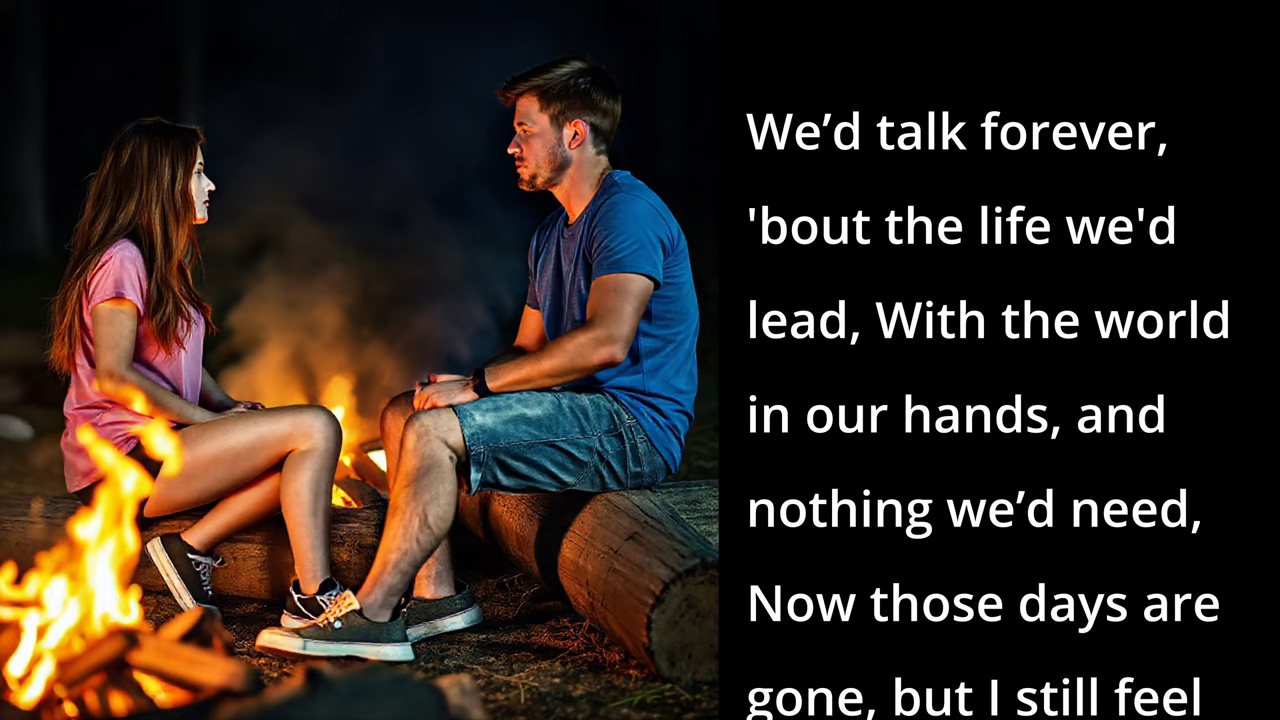 We’d talk forever,
'bout the life we'd
lead, With the world
in our hands, and
nothing we’d need,
Now those days are
gone, but I still feel